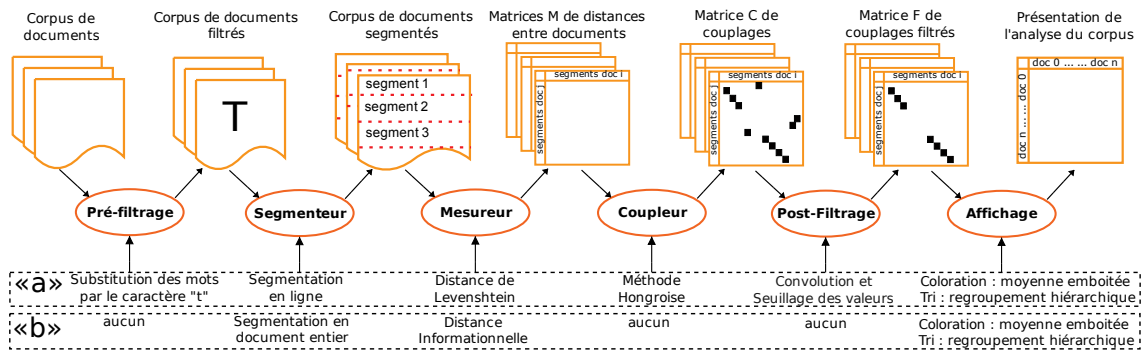 Corpus de
documents
Corpus de documents
filtrés
Corpus de documents
segmentés
Matrices M de distances
entre documents
Matrice C de
couplages
Matrice F de
couplages filtrés
Présentation de
l'analyse du corpus
T
segment 1
segment 2
segment 3
segments doc i
segments doc j
segments doc i
segments doc j
segments doc i
segments doc j
doc 0 ... ... doc n
doc n ... ... doc 0
Pré-filtrage
Segmenteur
Mesureur
Coupleur
Post-Filtrage
Affichage
«a»
Substitution des mots
par le caractère "t"
Segmentation
en ligne
Distance de
Levenshtein
Méthode
Hongroise
Convolution et
Seuillage des valeurs
Coloration : moyenne emboitée
Tri : regroupement hiérarchique
«b»
aucun
Segmentation en
document entier
Distance
Informationnelle
aucun
aucun
Coloration : moyenne emboitée
Tri : regroupement hiérarchique